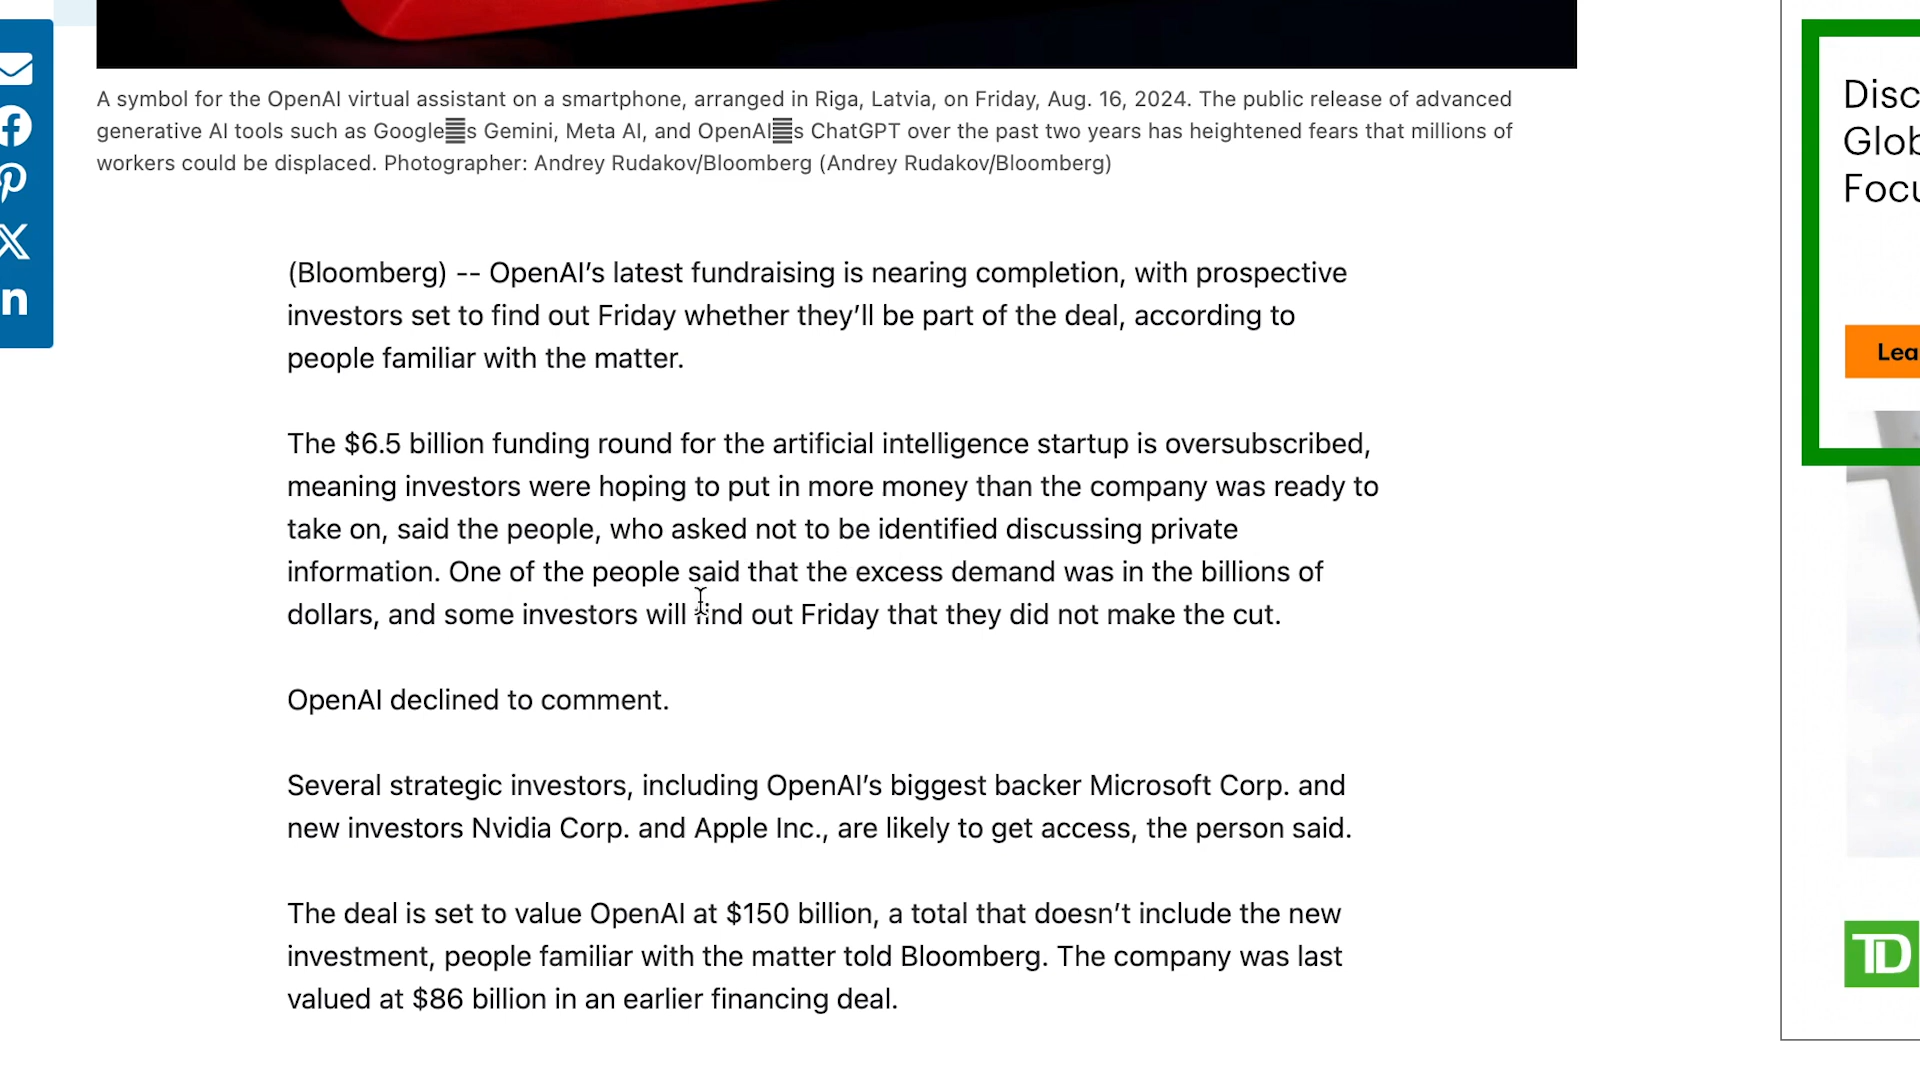 A symbol for the OpenAI virtual assistant on a smartphone, arranged in Riga, Latvia, on Friday, Aug. 16, 2024. The public release of advanced
generative AI tools such as Google䷿s Gemini, Meta AI, and OpenAI䷿s ChatGPT over the past two years has heightened fears that millions of
workers could be displaced. Photographer: Andrey Rudakov/Bloomberg (Andrey Rudakov/Bloomberg)
(Bloomberg) -- OpenAI’s latest fundraising is nearing completion, with prospective
investors set to find out Friday whether they’ll be part of the deal, according to
people familiar with the matter.
The $6.5 billion funding round for the artificial intelligence startup is oversubscribed,
meaning investors were hoping to put in more money than the company was ready to
take on, said the people, who asked not to be identified discussing private
information. One of the people said that the excess demand was in the billions of
dollars, and some investors will find out Friday that they did not make the cut.
OpenAI declined to comment.
Several strategic investors, including OpenAI’s biggest backer Microsoft Corp. and
new investors Nvidia Corp. and Apple Inc., are likely to get access, the person said.
The deal is set to value OpenAI at $150 billion, a total that doesn’t include the new
investment, people familiar with the matter told Bloomberg. The company was last
valued at $86 billion in an earlier financing deal.
Disc
Glob
Focu
Lea
TD